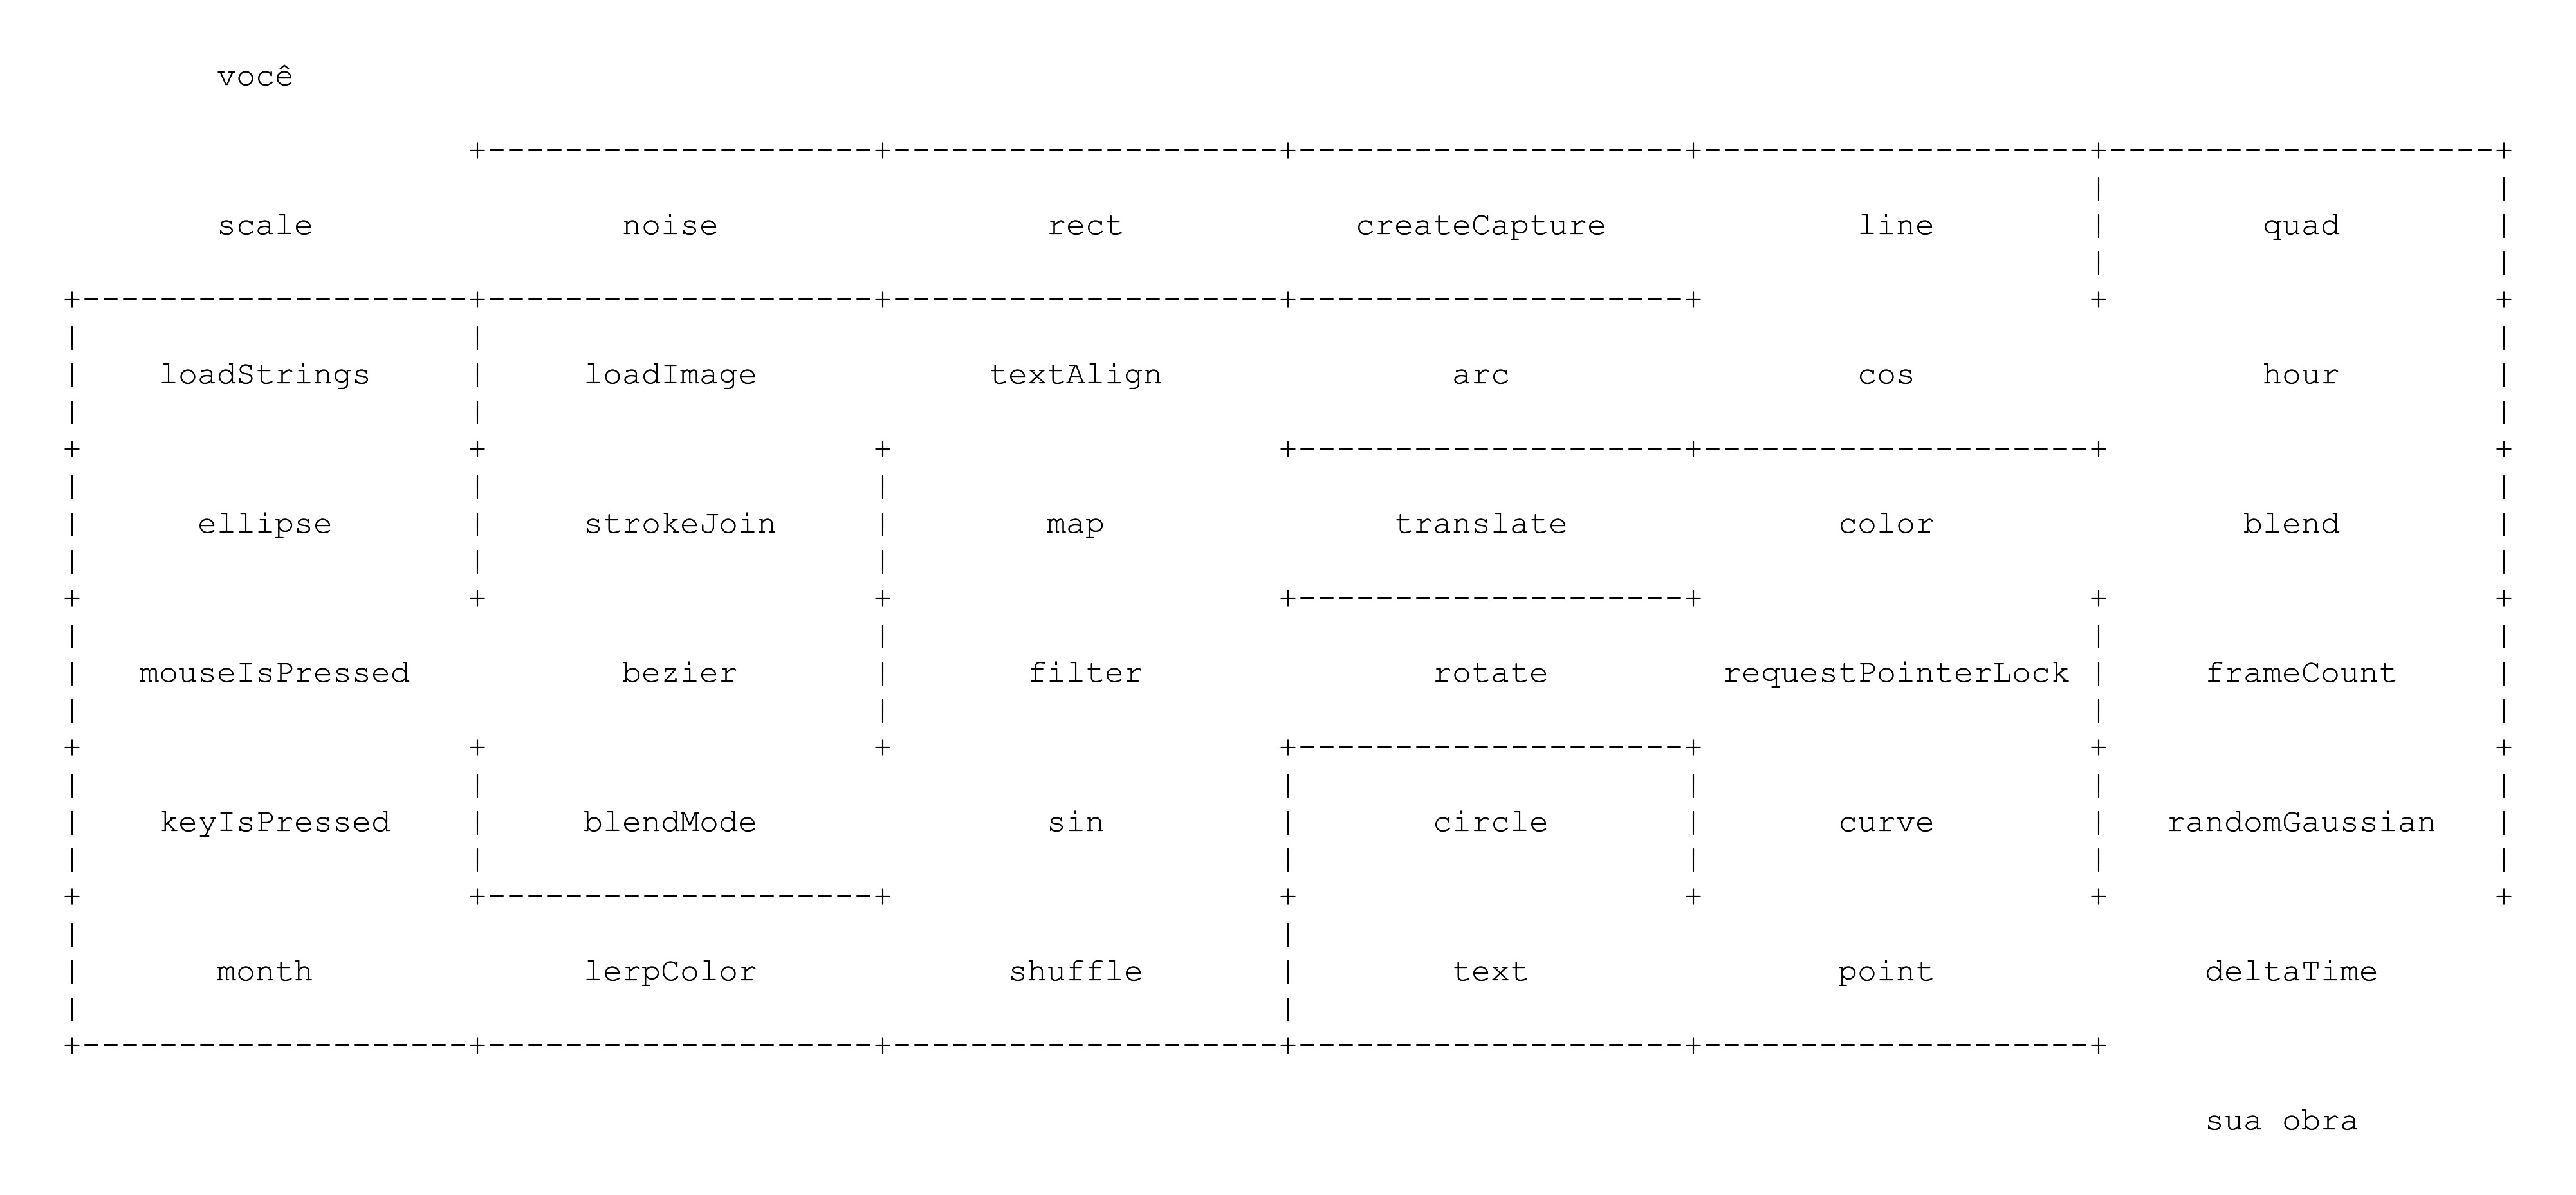 você
scale noise rect createCapture line quad
loadStrings loadImage textAlign arc cos hour
ellipse strokeJoin map translate color blend
mouseIsPressed bezier filter rotate requestPointerLock frameCount
keyIsPressed blendMode sin circle curve randomGaussian
month lerpColor shuffle text point deltaTime
sua obra